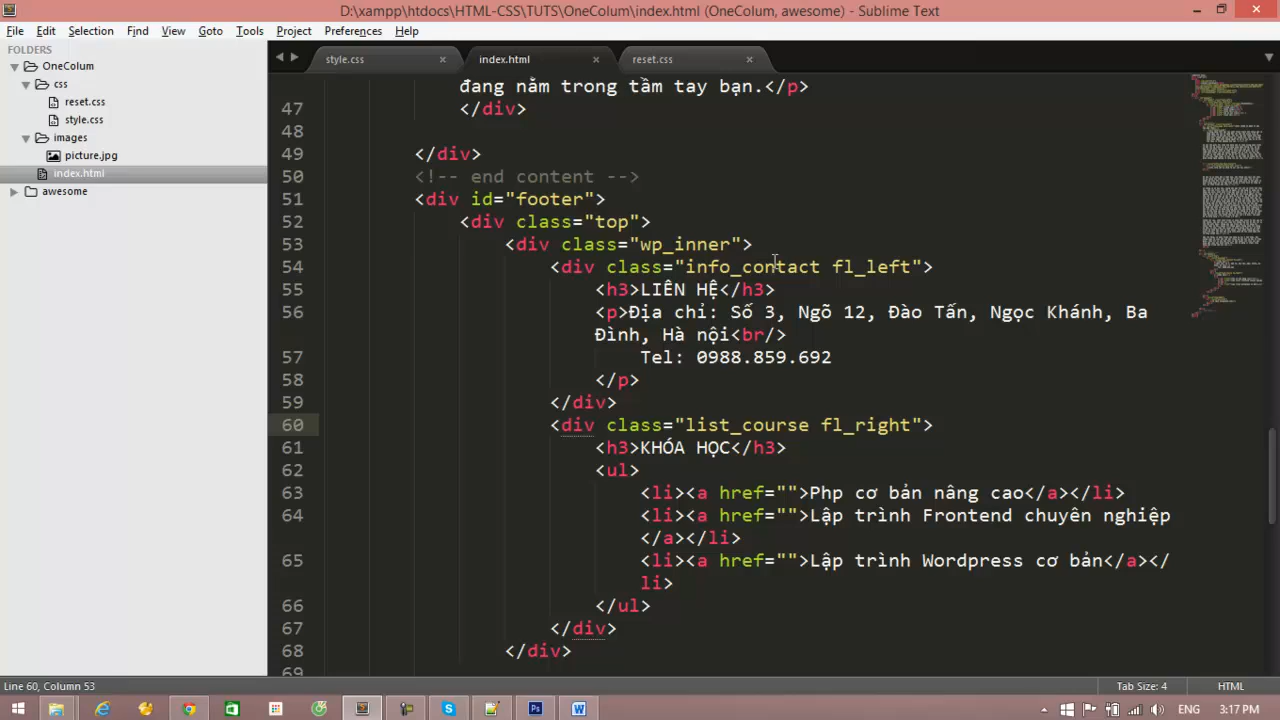 D:\xampp\htdocs\HTML-CSS\TUTS\OneColum\index.html (OneColum, awesome) - Sublime Text
File Edit Selection Find View Goto Tools Project Preferences Help
FOLDERS
OneColum
css
reset.css
style.css
images
picture.jpg
index.html
awesome
style.css × index.html × reset.css ×
đang nằm trong tầm tay bạn.</p>
47 </div>
48
49 </div>
50 <!-- end content -->
51 <div id="footer">
52 <div class="top">
53 <div class="wp_inner">
54 <div class="info_contact fl_left">
55 <h3>LIÊN HỆ</h3>
56 <p>Địa chỉ: Số 3, Ngõ 12, Đào Tấn, Ngọc Khánh, Ba
Đình, Hà nội<br/>
57 Tel: 0988.859.692
58 </p>
59 </div>
60 <div class="list_course fl_right">
61 <h3>KHÓA HỌC</h3>
62 <ul>
63 <li><a href="">Php cơ bản nâng cao</a></li>
64 <li><a href="">Lập trình Frontend chuyên nghiệp
</a></li>
65 <li><a href="">Lập trình Wordpress cơ bản</a></
li>
66 </ul>
67 </div>
68 </div>
69
Line 60, Column 53 Tab Size: 4 HTML
ENG 3:17 PM